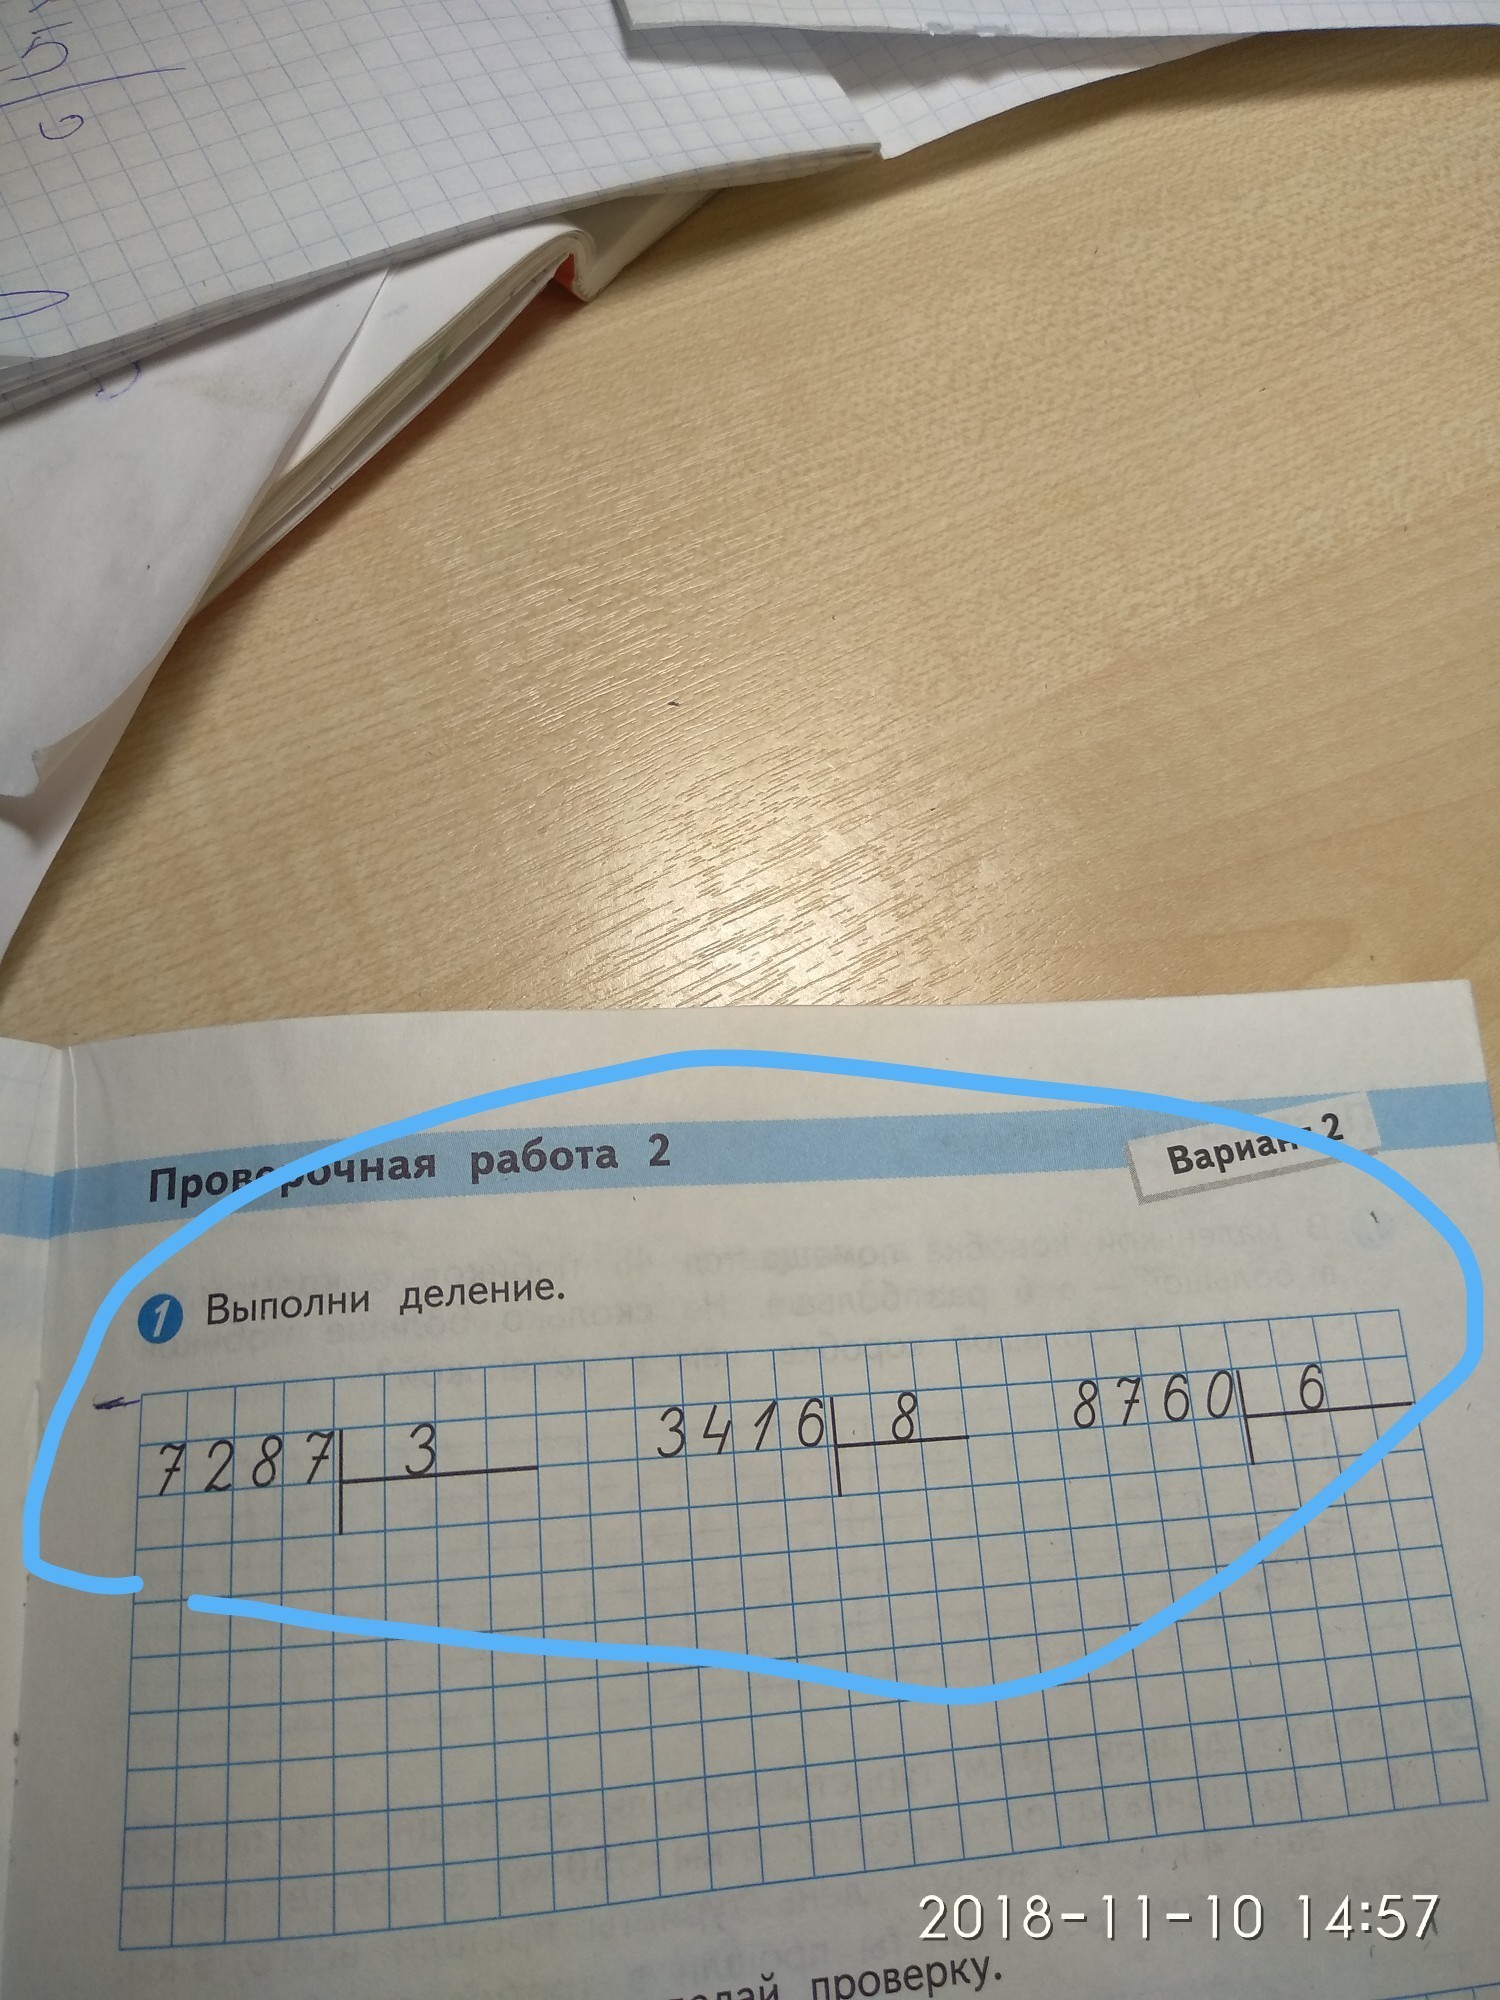 Проверочная работа 2
Вариант 2
1 Выполни деление.
7287 3
3416 8
8760 6
2018-11-10 14:57
проверку.